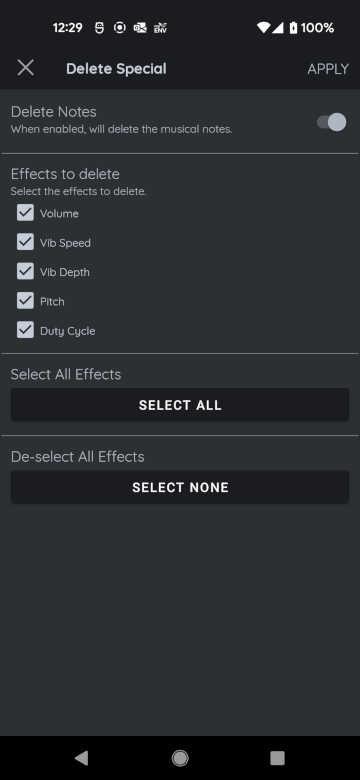 12:29 ENV 100%
Delete Special APPLY
Delete Notes
When enabled, will delete the musical notes.
Effects to delete
Select the effects to delete.
Volume
Vib Speed
Vib Depth
Pitch
Duty Cycle
Select All Effects
SELECT ALL
De-select All Effects
SELECT NONE